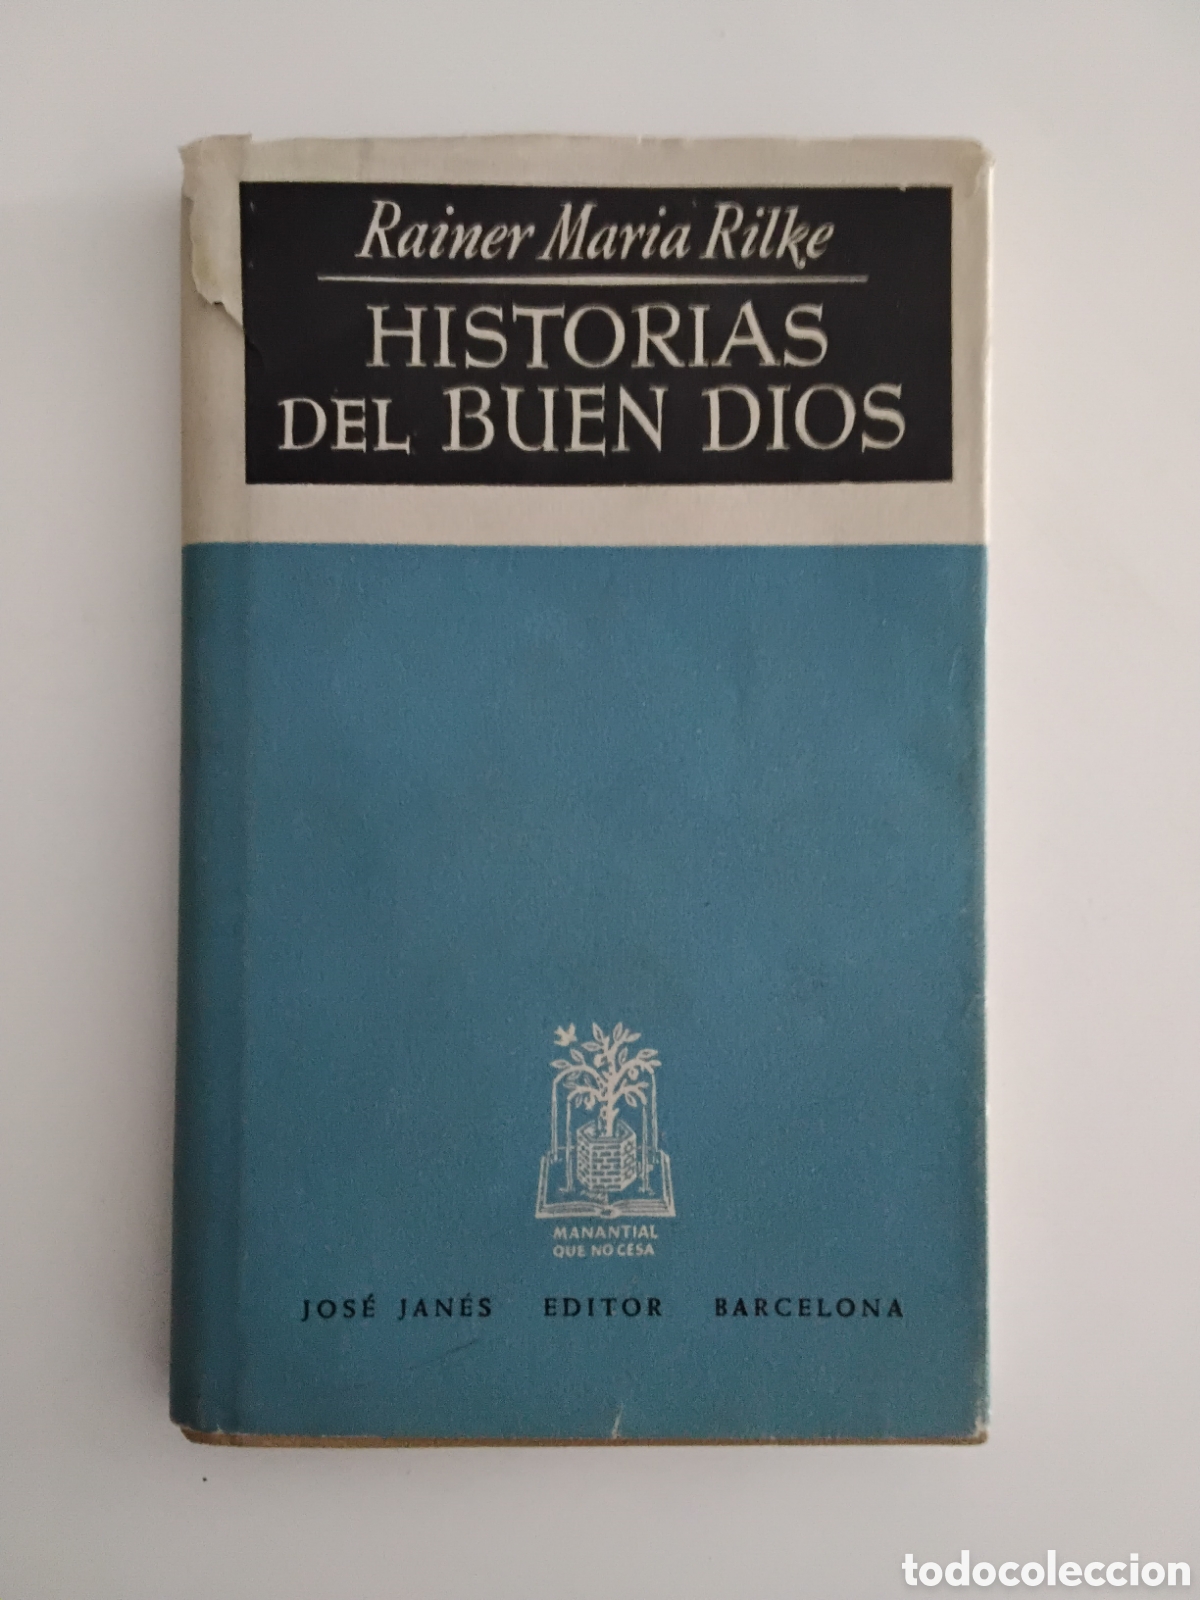 Rainer Maria Rilke
HISTORIAS
DEL BUEN DIOS
MANANTIAL
QUE NO CESA
JOSÉ JANÉS EDITOR BARCELONA
todocoleccion